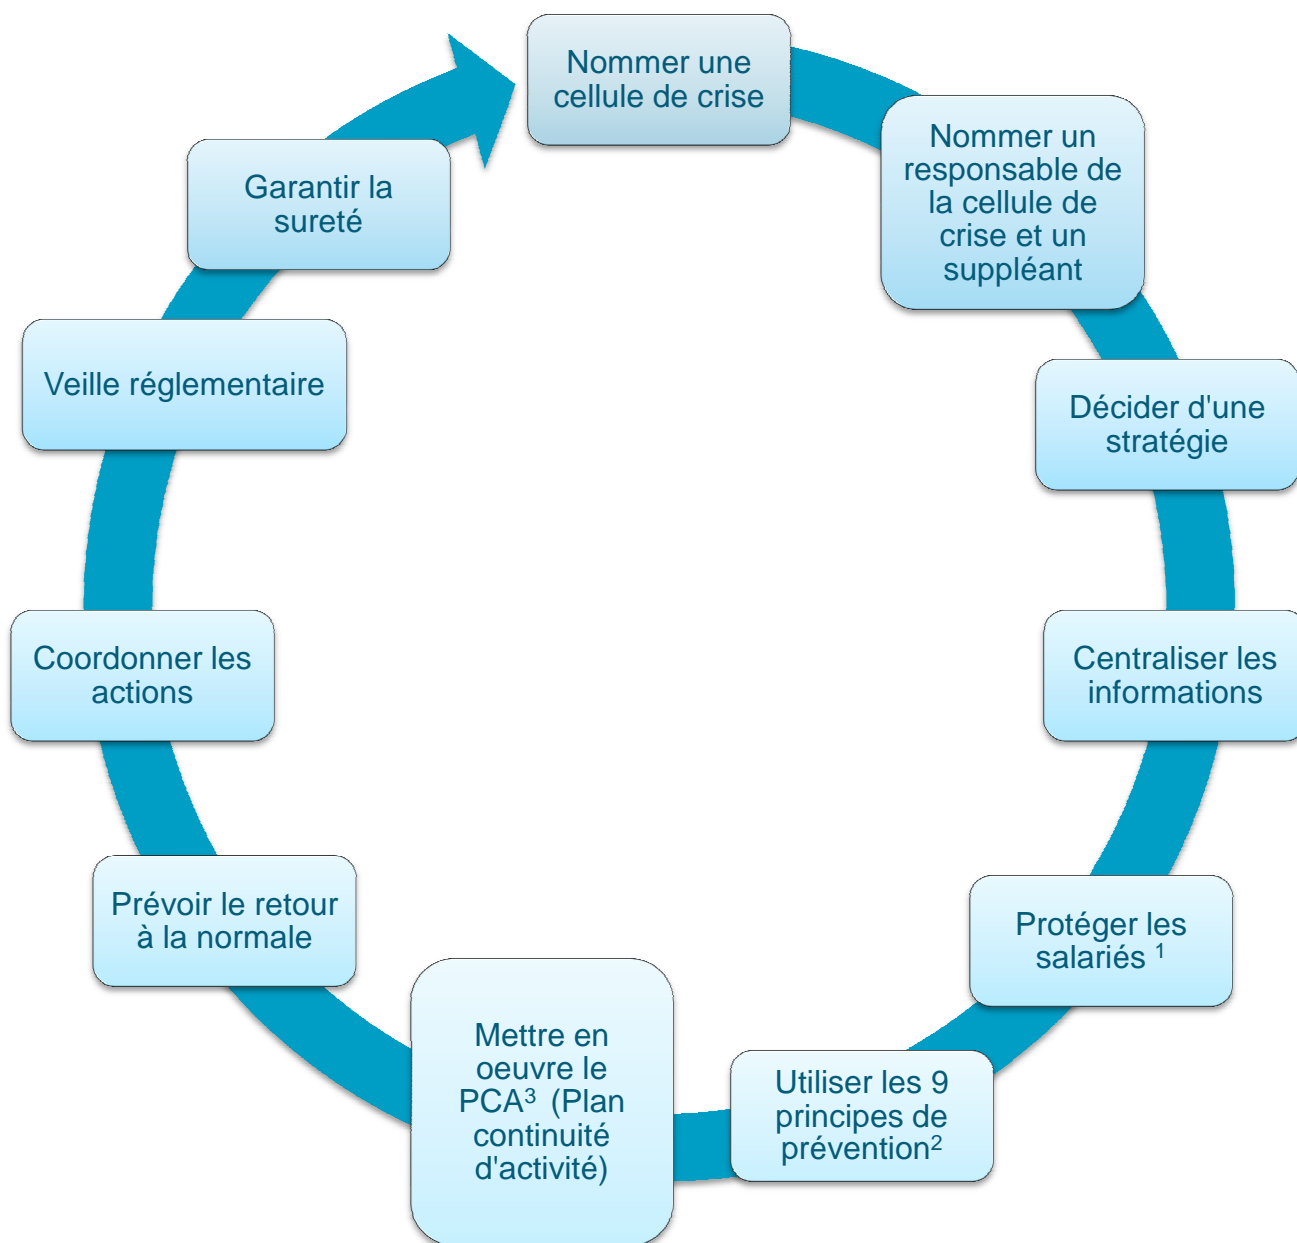 Nommer une
cellule de crise
Nommer un
responsable de
la cellule de
crise et un
suppléant
Décider d'une
stratégie
Centraliser les
informations
Protéger les
salariés ¹
Utiliser les 9
principes de
prévention²
Mettre en
oeuvre le
PCA³ (Plan
continuité
d'activité)
Prévoir le retour
à la normale
Coordonner les
actions
Veille réglementaire
Garantir la
sureté